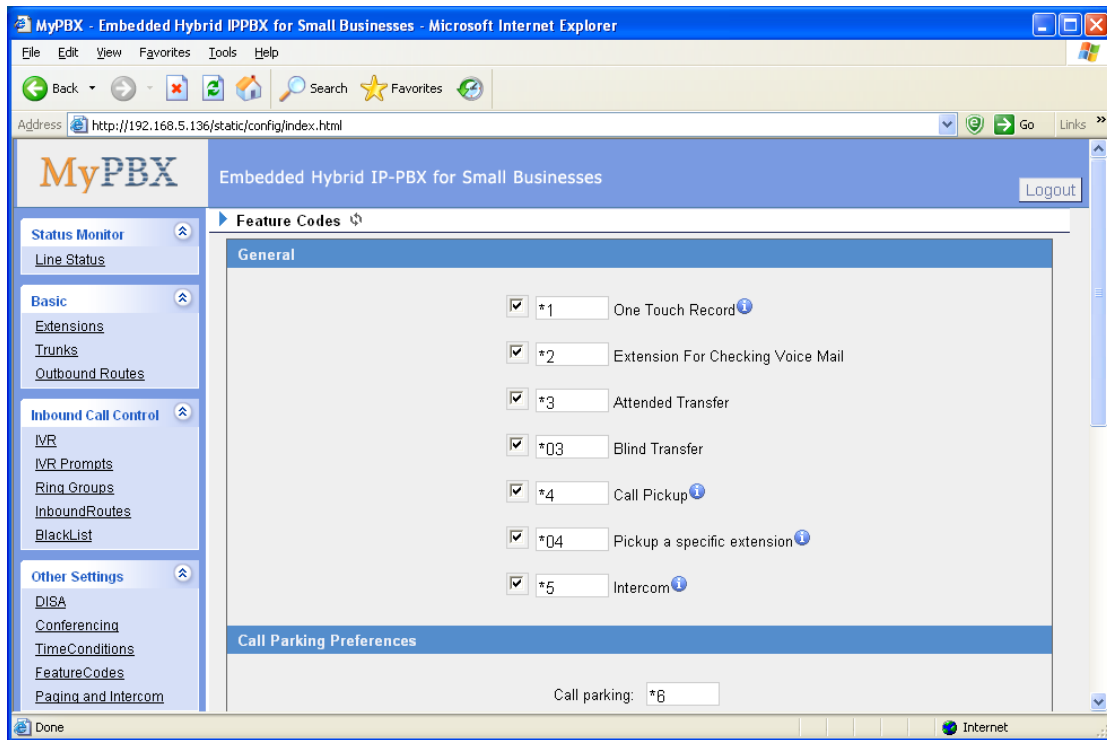 MyPBX - Embedded Hybrid IPPBX for Small Businesses - Microsoft Internet Explorer
File Edit View Favorites Tools Help
Back Search Favorites
Address http://192.168.5.136/static/config/index.html Go Links »
MyPBX
Embedded Hybrid IP-PBX for Small Businesses
Logout
Status Monitor
Line Status
Basic
Extensions
Trunks
Outbound Routes
Inbound Call Control
IVR
IVR Prompts
Ring Groups
InboundRoutes
BlackList
Other Settings
DISA
Conferencing
TimeConditions
FeatureCodes
Paging and Intercom
Feature Codes
General
*1 One Touch Record
*2 Extension For Checking Voice Mail
*3 Attended Transfer
*03 Blind Transfer
*4 Call Pickup
*04 Pickup a specific extension
*5 Intercom
Call Parking Preferences
Call parking: *6
Done Internet